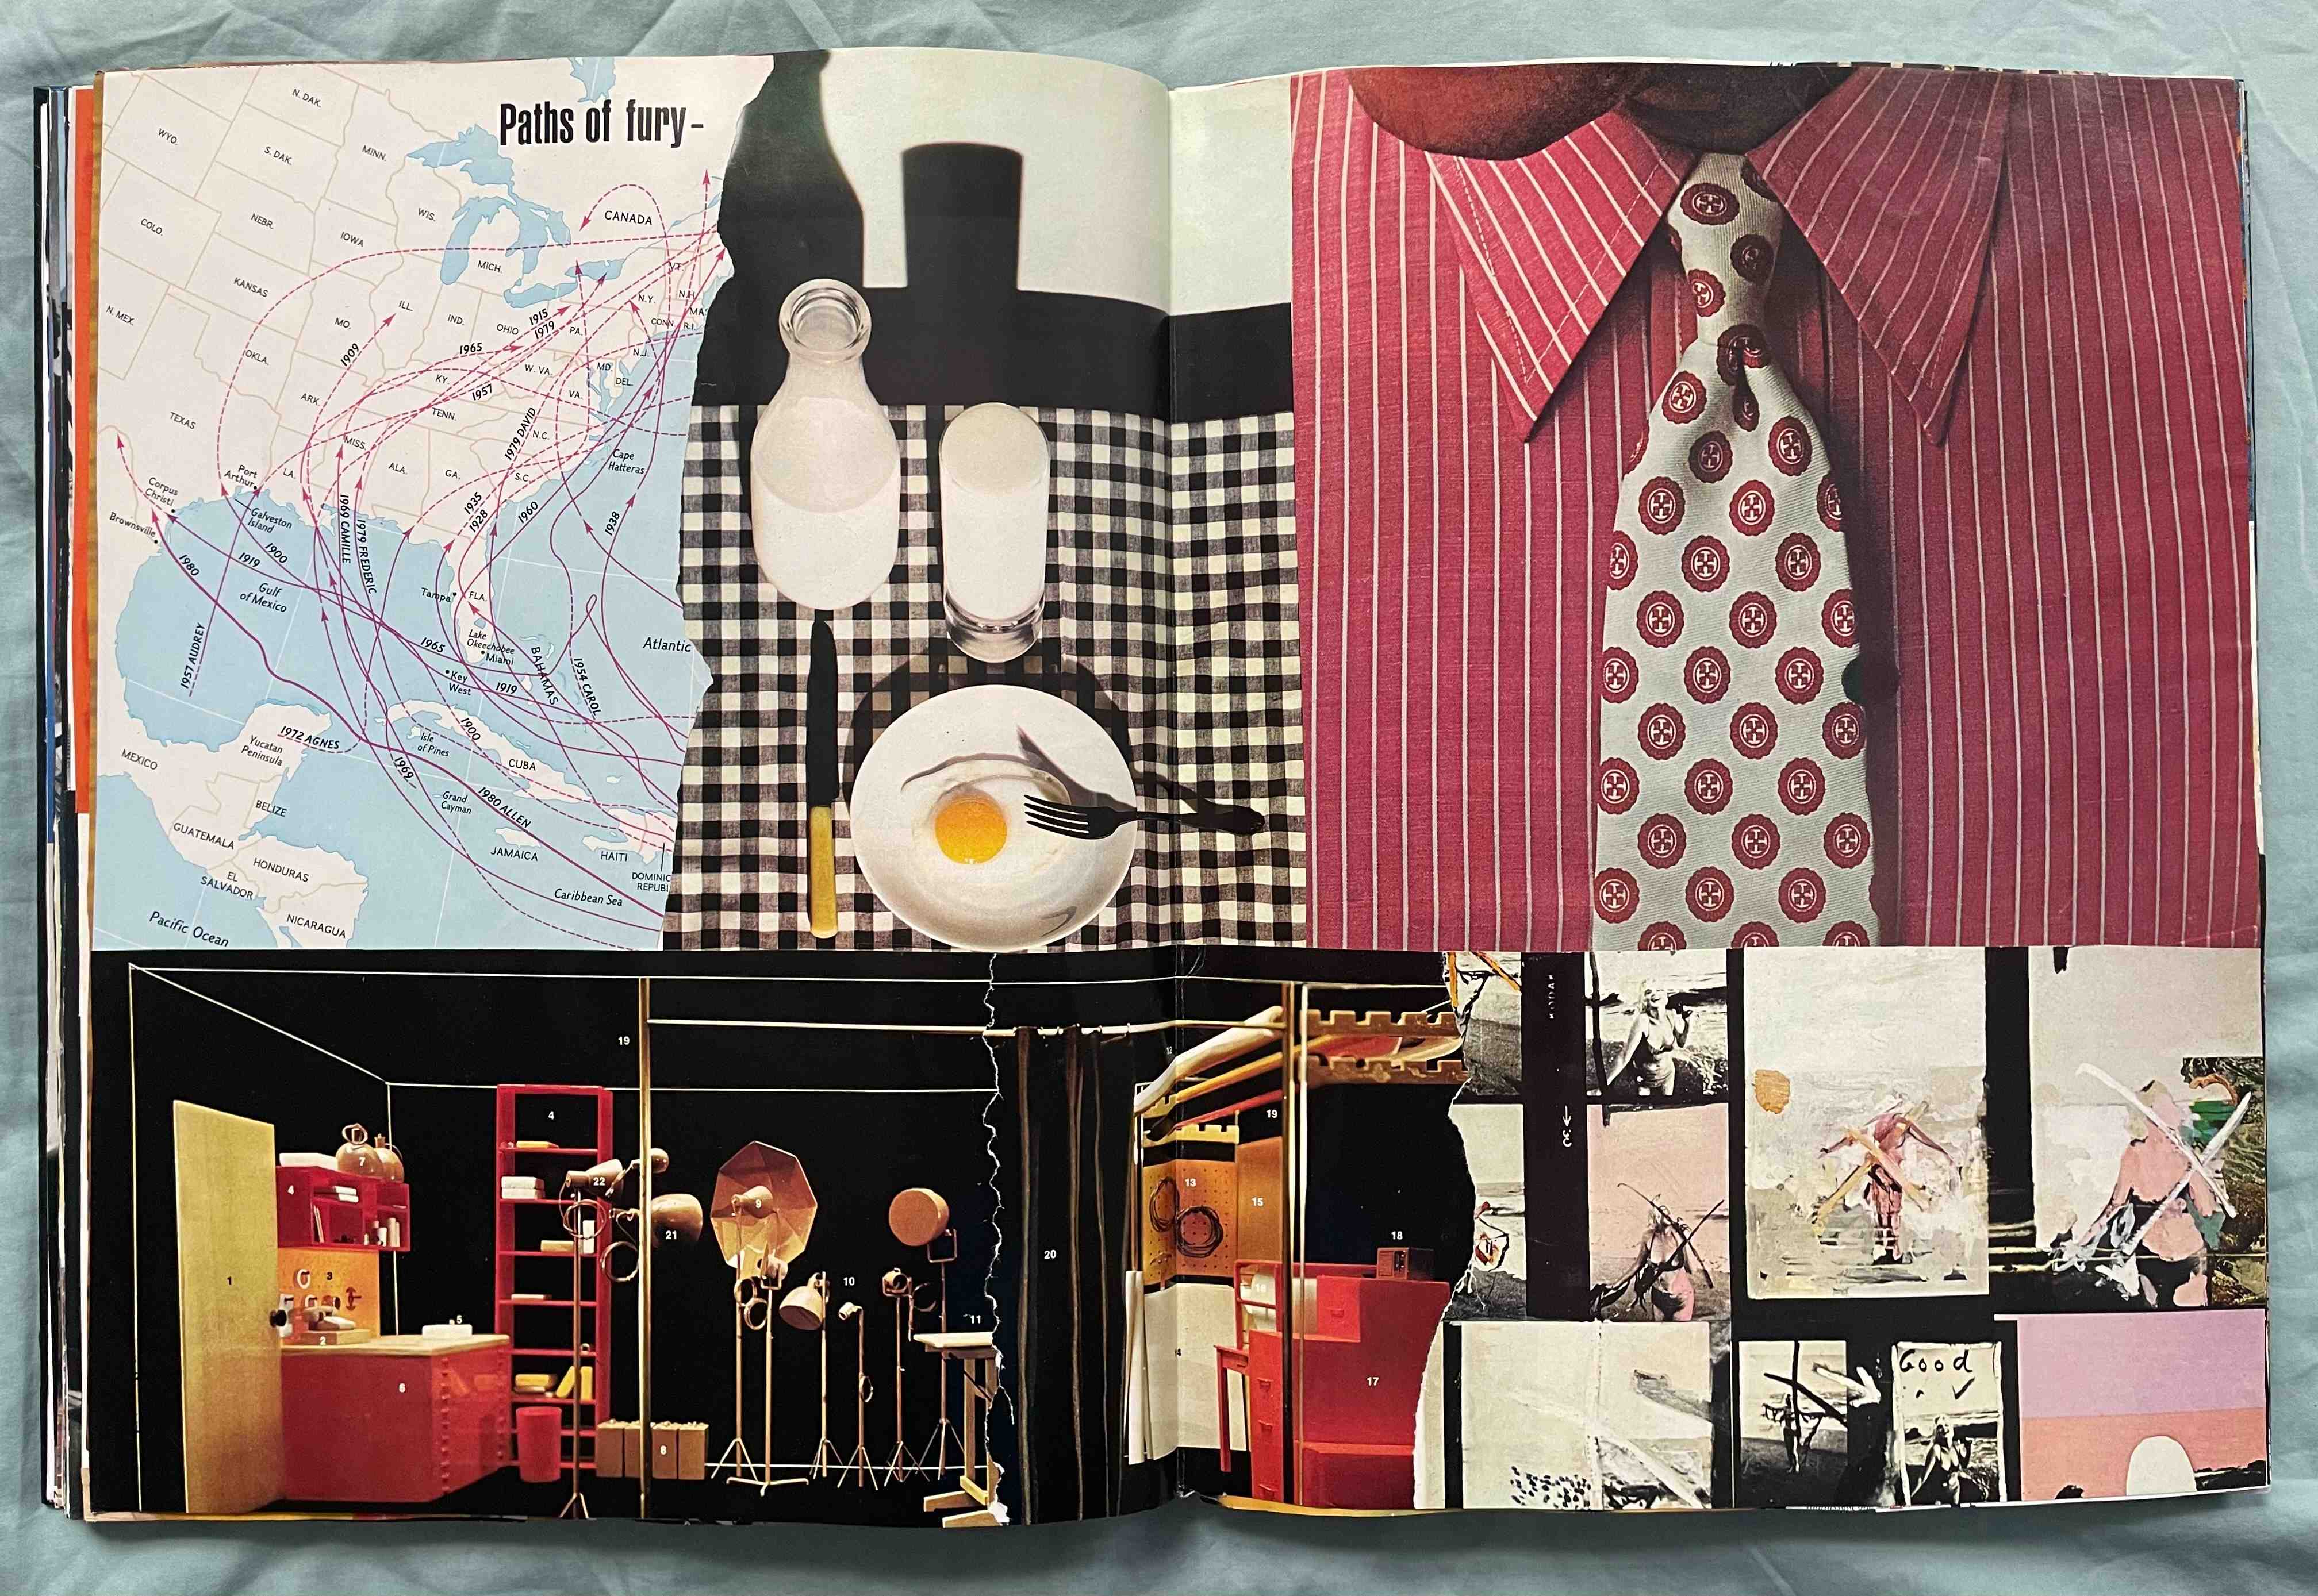 Paths of fury-
N. DAK.
WYO.
S. DAK.
MINN.
CANADA
COLO.
NEBR.
IOWA
WIS.
MICH.
VT.
N.H.
N.Y.
MA
CONN.
R.I.
KANSAS
ILL.
IND.
OHIO
PA.
N.J.
1915
1979
N. MEX.
MO.
1909
1965
OKLA.
KY.
1957
W. VA.
MD.
DEL.
VA.
ARK.
TENN.
1979 DAVID
N.C.
TEXAS
MISS.
ALA.
GA.
S.C.
Cape
Hatteras
LA.
Port
Arthur
Corpus
Christi
Brownsville
Galveston
Island
1969 CAMILLE
1979 FREDERIC
1935
1928
1960
1938
1980
1919
1900
Gulf
of Mexico
Tampa
FLA.
Lake
Okeechobee
Miami
Key
West
1965
1919
BAHAMAS
1954 CAROL
Atlantic
1957 AUDREY
1972 AGNES
Yucatan
Peninsula
Isle
of Pines
1900
CUBA
1969
MEXICO
Grand
Cayman
1980 ALLEN
BELIZE
JAMAICA
HAITI
DOMINIC
REPUBL
GUATEMALA
HONDURAS
EL
SALVADOR
NICARAGUA
Caribbean Sea
Pacific Ocean
19
4
7
4
22
9
21
1
3
2
5
6
8
10
11
20
12
13
15
19
18
17
KODAK
Good